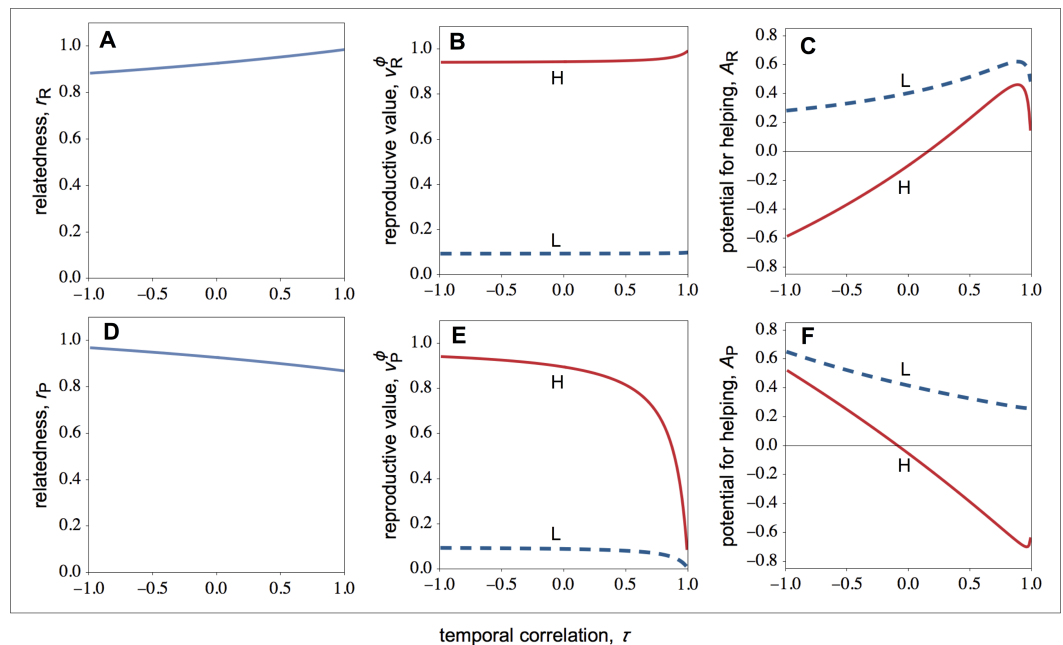 A
relatedness, rR
1.0
0.8
0.6
0.4
0.2
0.0
−1.0 −0.5 0.0 0.5 1.0
B
reproductive value, vRϕ
1.0
0.8
0.6
0.4
0.2
0.0
H
L
−1.0 −0.5 0.0 0.5 1.0
C
potential for helping, AR
0.8
0.6
0.4
0.2
0.0
−0.2
−0.4
−0.6
−0.8
L
H
−1.0 −0.5 0.0 0.5 1.0
D
relatedness, rP
1.0
0.8
0.6
0.4
0.2
0.0
−1.0 −0.5 0.0 0.5 1.0
E
reproductive value, vPϕ
1.0
0.8
0.6
0.4
0.2
0.0
H
L
−1.0 −0.5 0.0 0.5 1.0
F
potential for helping, AP
0.8
0.6
0.4
0.2
0.0
−0.2
−0.4
−0.6
−0.8
L
H
−1.0 −0.5 0.0 0.5 1.0
temporal correlation, τ